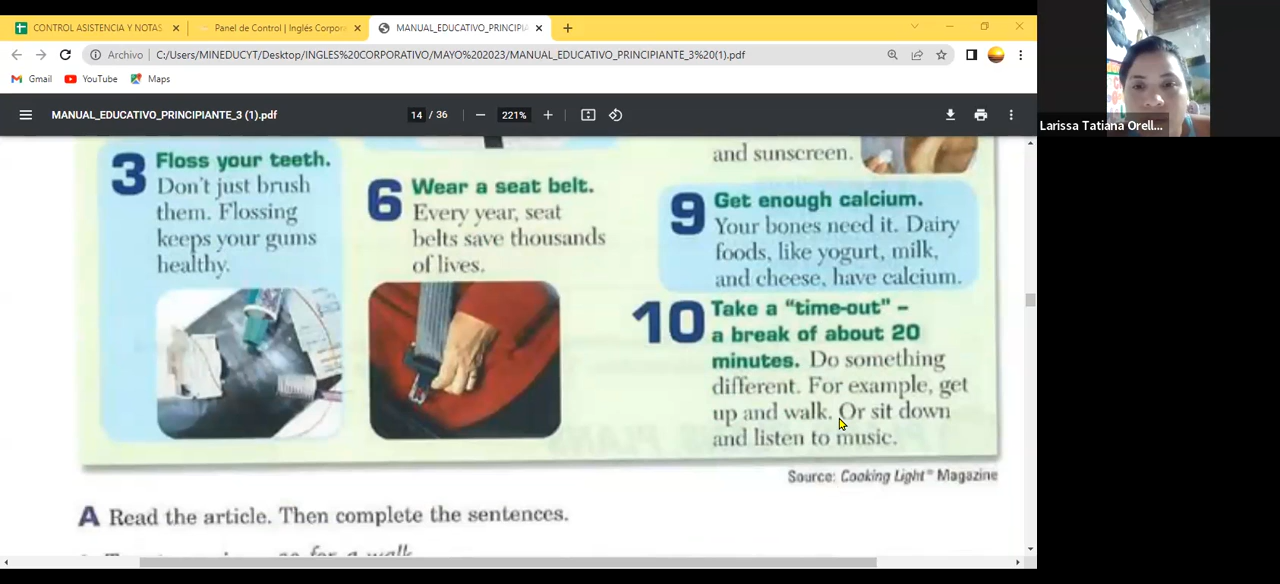 CONTROL ASISTENCIA Y NOTAS
Panel de Control | Inglés Corpora
MANUAL_EDUCATIVO_PRINCIPIA
Archivo
C:/Users/MINEDUCYT/Desktop/INGLES%20CORPORATIVO/MAYO%202023/MANUAL_EDUCATIVO_PRINCIPIANTE_3%20(1).pdf
Gmail
YouTube
Maps
MANUAL_EDUCATIVO_PRINCIPIANTE_3 (1).pdf
14 / 36
221%
Larissa Tatiana Orell...
3 Floss your teeth.
Don't just brush
them. Flossing
keeps your gums
healthy.
6 Wear a seat belt.
Every year, seat
belts save thousands
of lives.
and sunscreen.
9 Get enough calcium.
Your bones need it. Dairy
foods, like yogurt, milk,
and cheese, have calcium.
10 Take a "time-out" –
a break of about 20
minutes. Do something
different. For example, get
up and walk. Or sit down
and listen to music.
Source: Cooking Light® Magazine
A Read the article. Then complete the sentences.
go for a walk